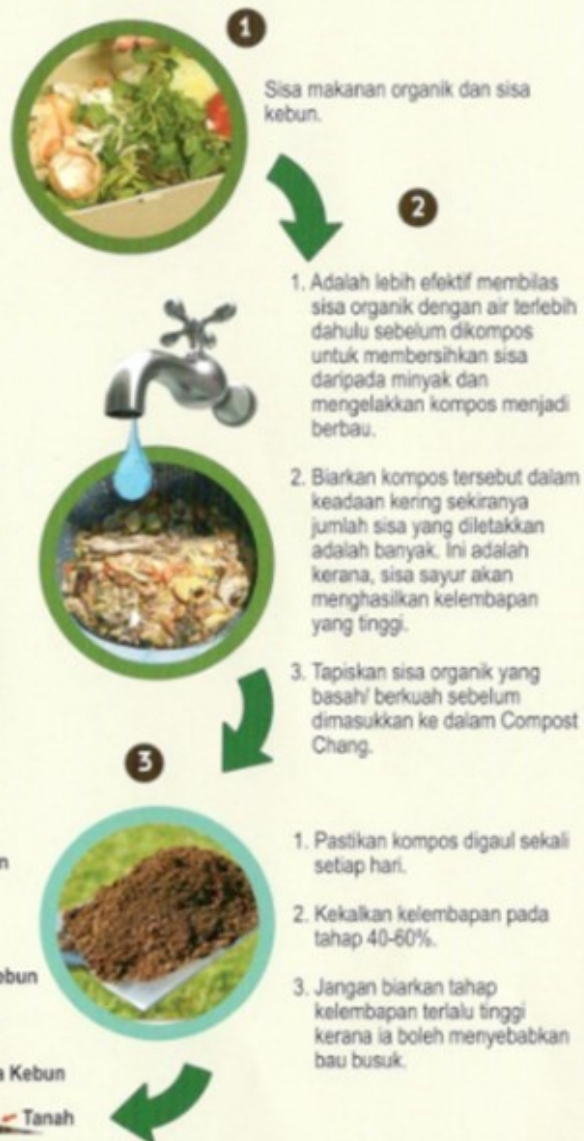 1
Sisa makanan organik dan sisa
kebun.
2
1. Adalah lebih efektif membilas
sisa organik dengan air terlebih
dahulu sebelum dikompos
untuk membersihkan sisa
daripada minyak dan
mengelakkan kompos menjadi
berbau.
2. Biarkan kompos tersebut dalam
keadaan kering sekiranya
jumlah sisa yang diletakkan
adalah banyak. Ini adalah
kerana, sisa sayur akan
menghasilkan kelembapan
yang tinggi.
3. Tapiskan sisa organik yang
basah/ berkuah sebelum
dimasukkan ke dalam Compost
Chang.
3
1. Pastikan kompos digaul sekali
setiap hari.
2. Kekalkan kelembapan pada
tahap 40-60%.
3. Jangan biarkan tahap
kelembapan terlalu tinggi
kerana ia boleh menyebabkan
bau busuk.
Kebun
Tanah